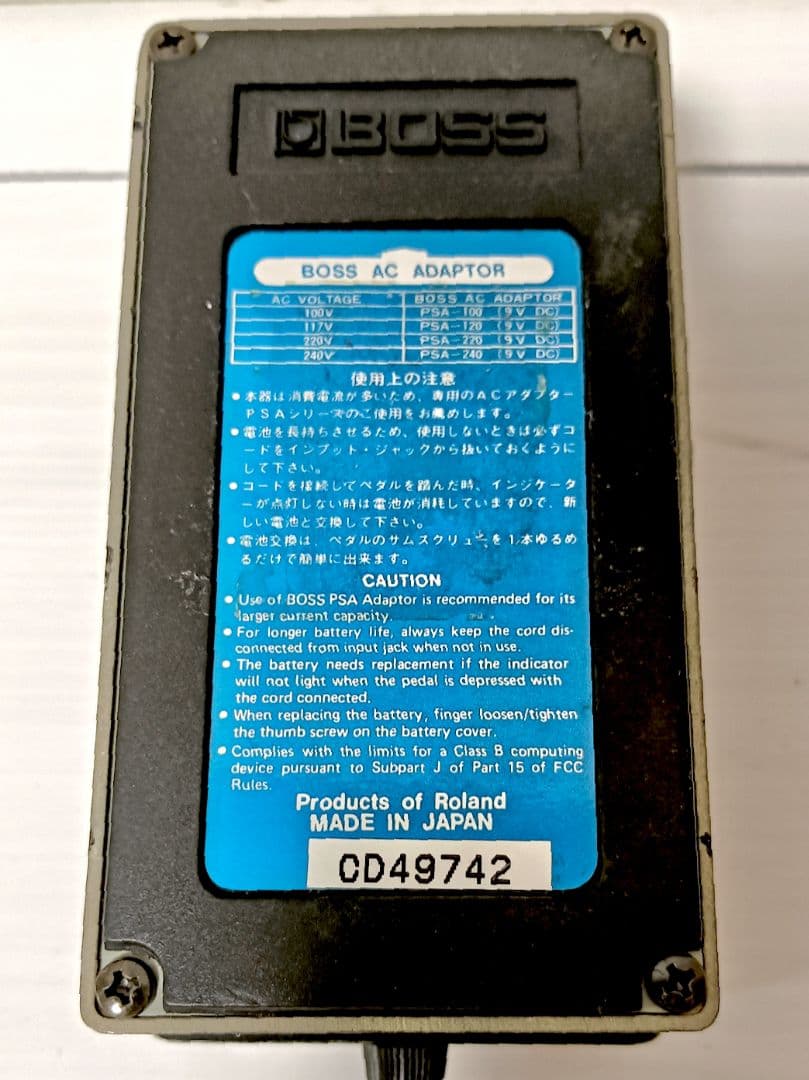 BOSS
BOSS AC ADAPTOR
AC VOLTAGE BOSS AC ADAPTOR
100V PSA-100 (9V DC)
117V PSA-120 (9V DC)
220V PSA-220 (9V DC)
240V PSA-240 (9V DC)
使用上の注意
●本器は消費電流が多いため、専用のACアダプター
PSAシリーズのご使用をお薦めします。
●電池を長持ちさせるため、使用しないときは必ずコ
ードをインプット・ジャックから抜いておくように
して下さい。
●コードを接続してペダルを踏んだ時、インジケータ
ーが点灯しない時は電池が消耗していますので、新
しい電池と交換して下さい。
●電池交換は、ペダルのサムスクリューを1本ゆるめ
るだけで簡単に出来ます。
CAUTION
● Use of BOSS PSA Adaptor is recommended for its
larger current capacity.
● For longer battery life, always keep the cord dis-
connected from input jack when not in use.
● The battery needs replacement if the indicator
will not light when the pedal is depressed with
the cord connected.
● When replacing the battery, finger loosen/tighten
the thumb screw on the battery cover.
● Complies with the limits for a Class B computing
device pursuant to Subpart J of Part 15 of FCC
Rules.
Products of Roland
MADE IN JAPAN
CD49742